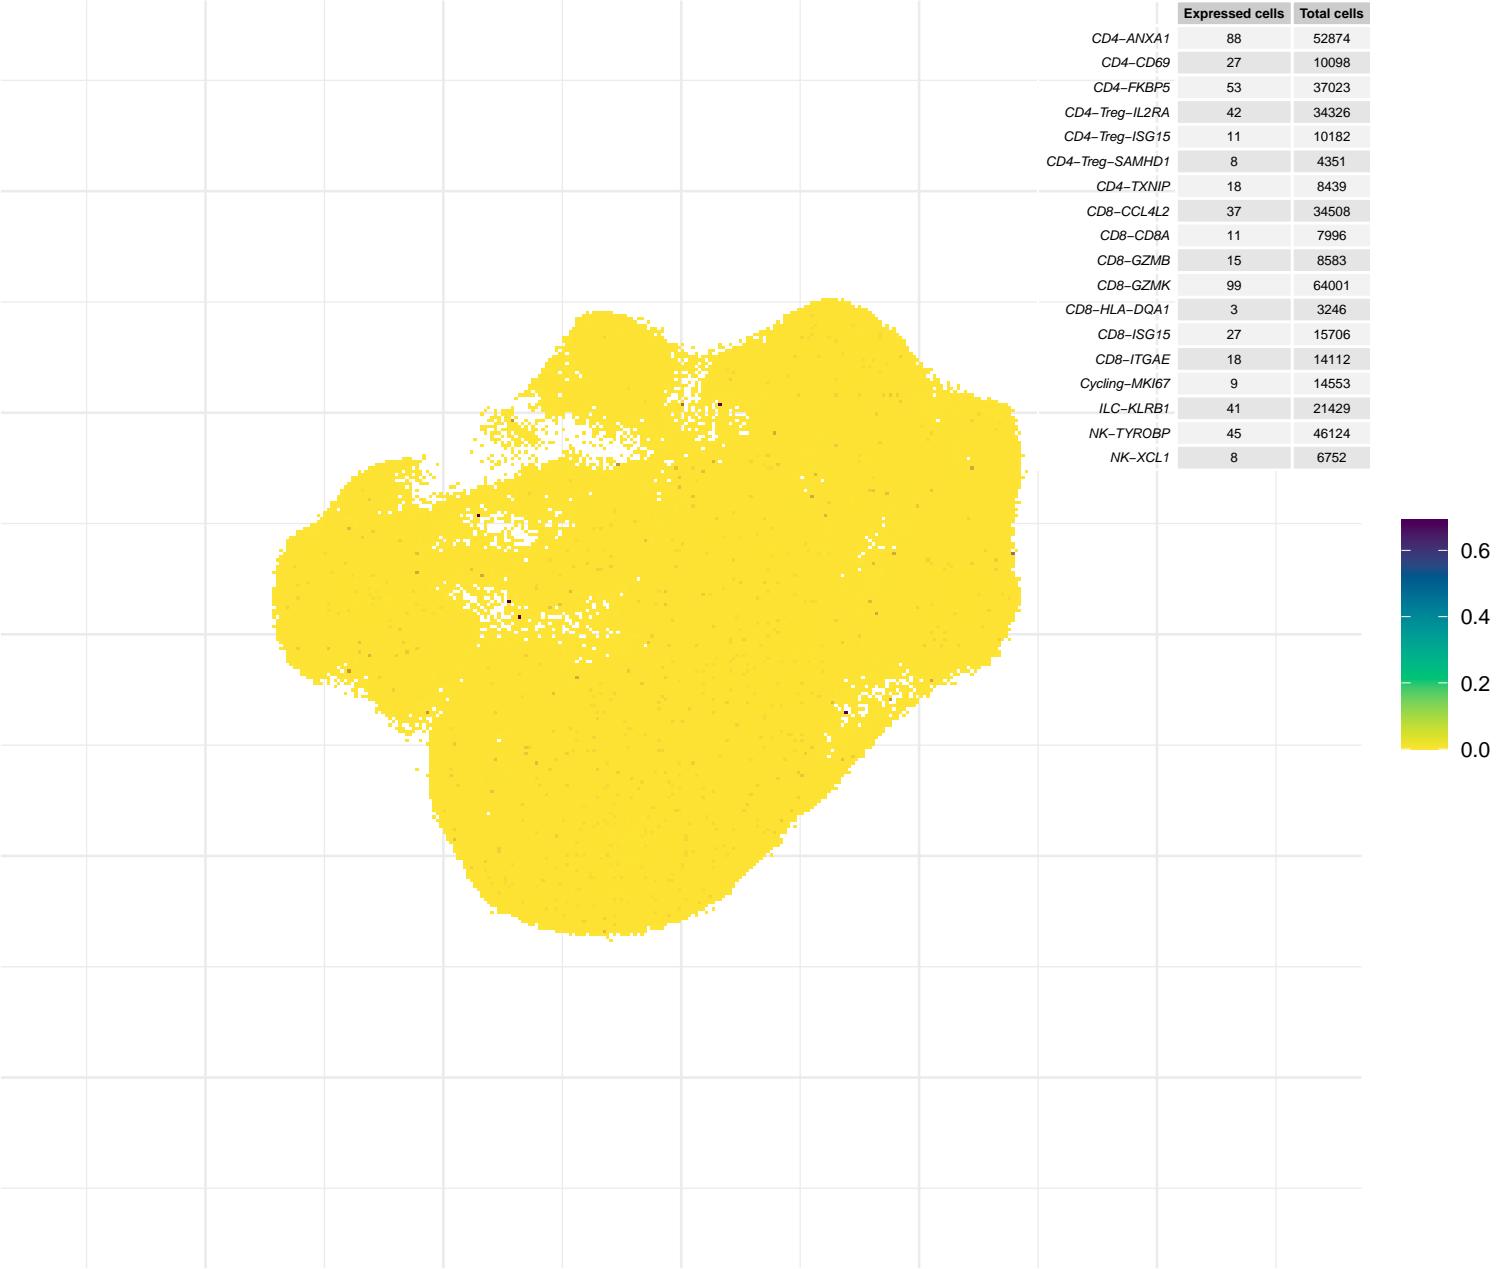 Expressed cells Total cells
CD4−ANXA1 88 52874
CD4−CD69 27 10098
CD4−FKBP5 53 37023
CD4−Treg−IL2RA 42 34326
CD4−Treg−ISG15 11 10182
CD4−Treg−SAMHD1 8 4351
CD4−TXNIP 18 8439
CD8−CCL4L2 37 34508
CD8−CD8A 11 7996
CD8−GZMB 15 8583
CD8−GZMK 99 64001
CD8−HLA−DQA1 3 3246
CD8−ISG15 27 15706
CD8−ITGAE 18 14112
Cycling−MKI67 9 14553
ILC−KLRB1 41 21429
NK−TYROBP 45 46124
NK−XCL1 8 6752
0.6
0.4
0.2
0.0